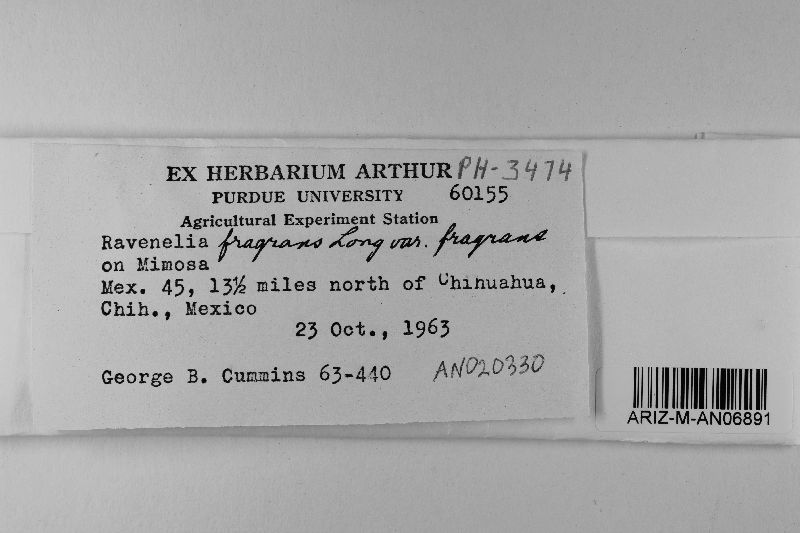 EX HERBARIUM ARTHUR PH-3474
PURDUE UNIVERSITY 60155
Agricultural Experiment Station
Ravenelia fragrans Long var. fragrans
on Mimosa
Mex. 45, 13½ miles north of Chihuahua,
Chih., Mexico
23 Oct., 1963
George B. Cummins 63-440 AN020330
ARIZ-M-AN06891